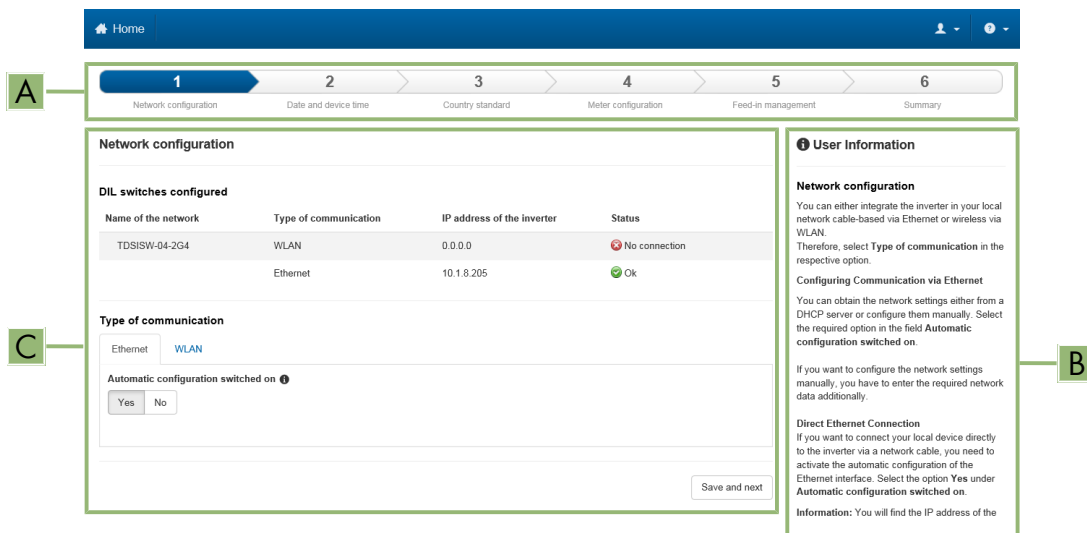 Home
A
1 2 3 4 5 6
Network configuration Date and device time Country standard Meter configuration Feed-in management Summary
Network configuration
DIL switches configured
Name of the network Type of communication IP address of the inverter Status
TDSISW-04-2G4 WLAN 0.0.0.0 No connection
Ethernet 10.1.8.205 Ok
Type of communication
C
Ethernet WLAN
Automatic configuration switched on
Yes No
Save and next
User Information
Network configuration
You can either integrate the inverter in your local
network cable-based via Ethernet or wireless via
WLAN.
Therefore, select Type of communication in the
respective option.
Configuring Communication via Ethernet
You can obtain the network settings either from a
DHCP server or configure them manually. Select
the required option in the field Automatic
configuration switched on.
B
If you want to configure the network settings
manually, you have to enter the required network
data additionally.
Direct Ethernet Connection
If you want to connect your local device directly
to the inverter via a network cable, you need to
activate the automatic configuration of the
Ethernet interface. Select the option Yes under
Automatic configuration switched on.
Information: You will find the IP address of the